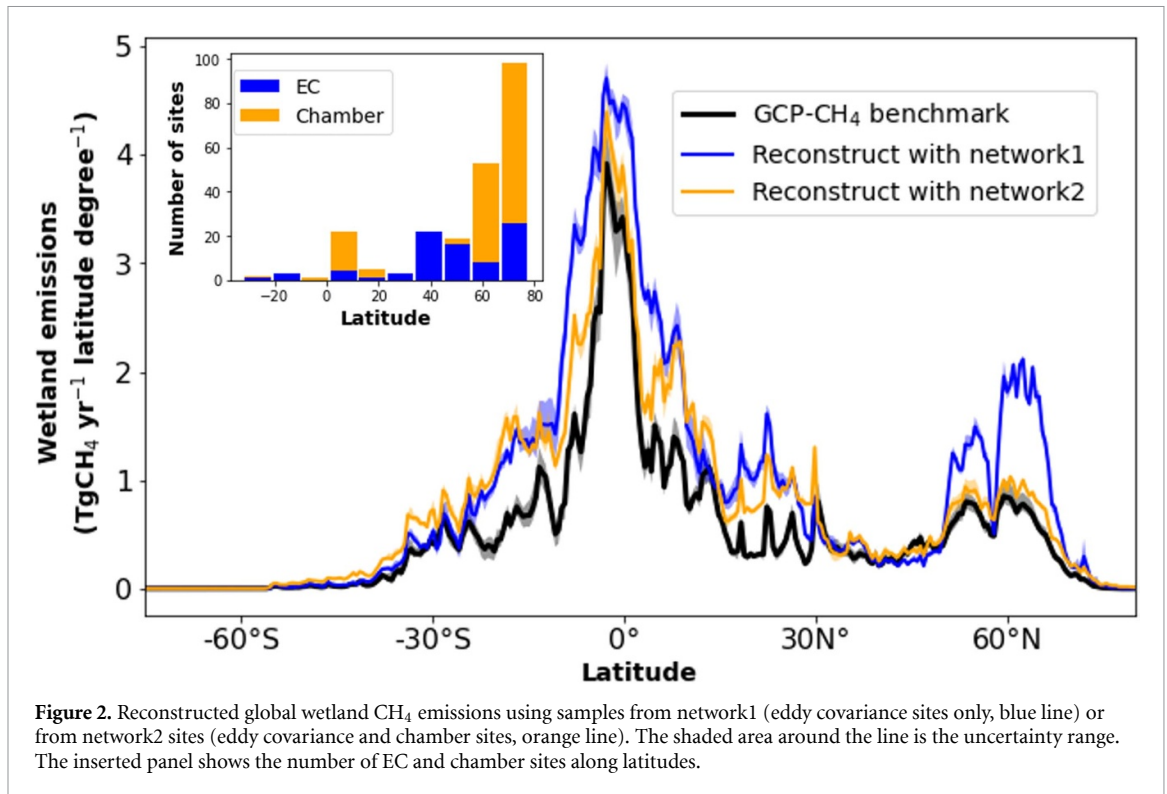 5
4
3
2
1
0
Wetland emissions
(TgCH₄ yr⁻¹ latitude degree⁻¹)
100
80
60
40
20
0
Number of sites
EC
Chamber
−20 0 20 40 60 80
Latitude
GCP-CH₄ benchmark
Reconstruct with network1
Reconstruct with network2
-60°S -30°S 0° 30N° 60°N
Latitude
Figure 2. Reconstructed global wetland CH₄ emissions using samples from network1 (eddy covariance sites only, blue line) or
from network2 sites (eddy covariance and chamber sites, orange line). The shaded area around the line is the uncertainty range.
The inserted panel shows the number of EC and chamber sites along latitudes.